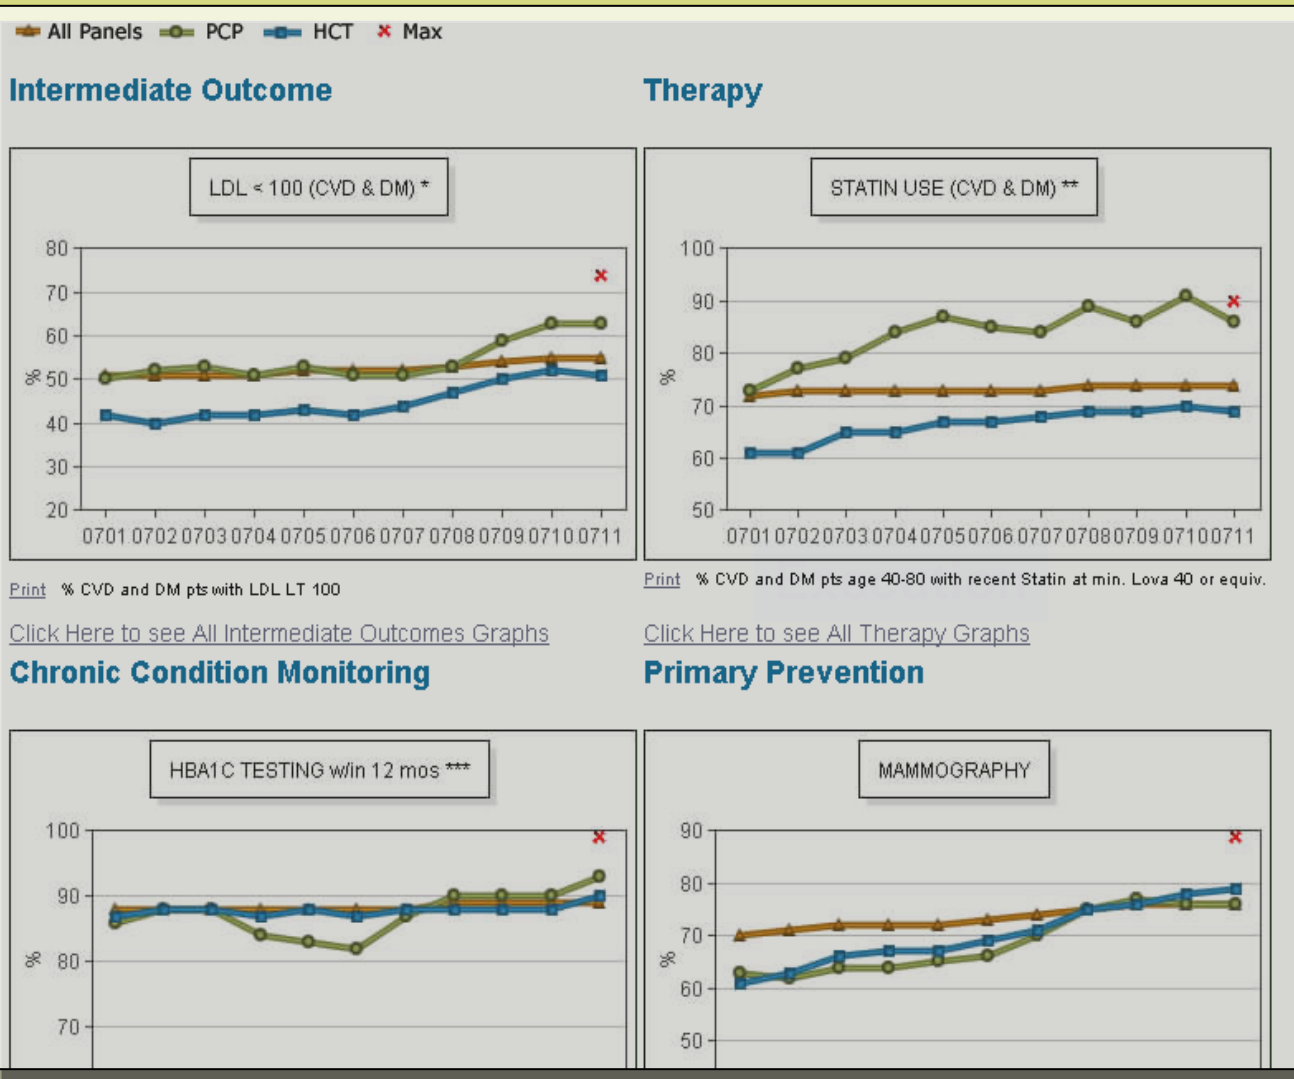 All Panels PCP HCT Max
Intermediate Outcome
Therapy
LDL < 100 (CVD & DM) *
80
70
60
50
40
30
20
%
0701 0702 0703 0704 0705 0706 0707 0708 0709 0710 0711
Print % CVD and DM pts with LDL LT 100
Click Here to see All Intermediate Outcomes Graphs
STATIN USE (CVD & DM) **
100
90
80
70
60
50
%
0701 0702 0703 0704 0705 0706 0707 0708 0709 0710 0711
Print % CVD and DM pts age 40-80 with recent Statin at min. Lova 40 or equiv.
Click Here to see All Therapy Graphs
Chronic Condition Monitoring
Primary Prevention
HBA1C TESTING w/in 12 mos ***
100
90
80
70
%
MAMMOGRAPHY
90
80
70
60
50
%